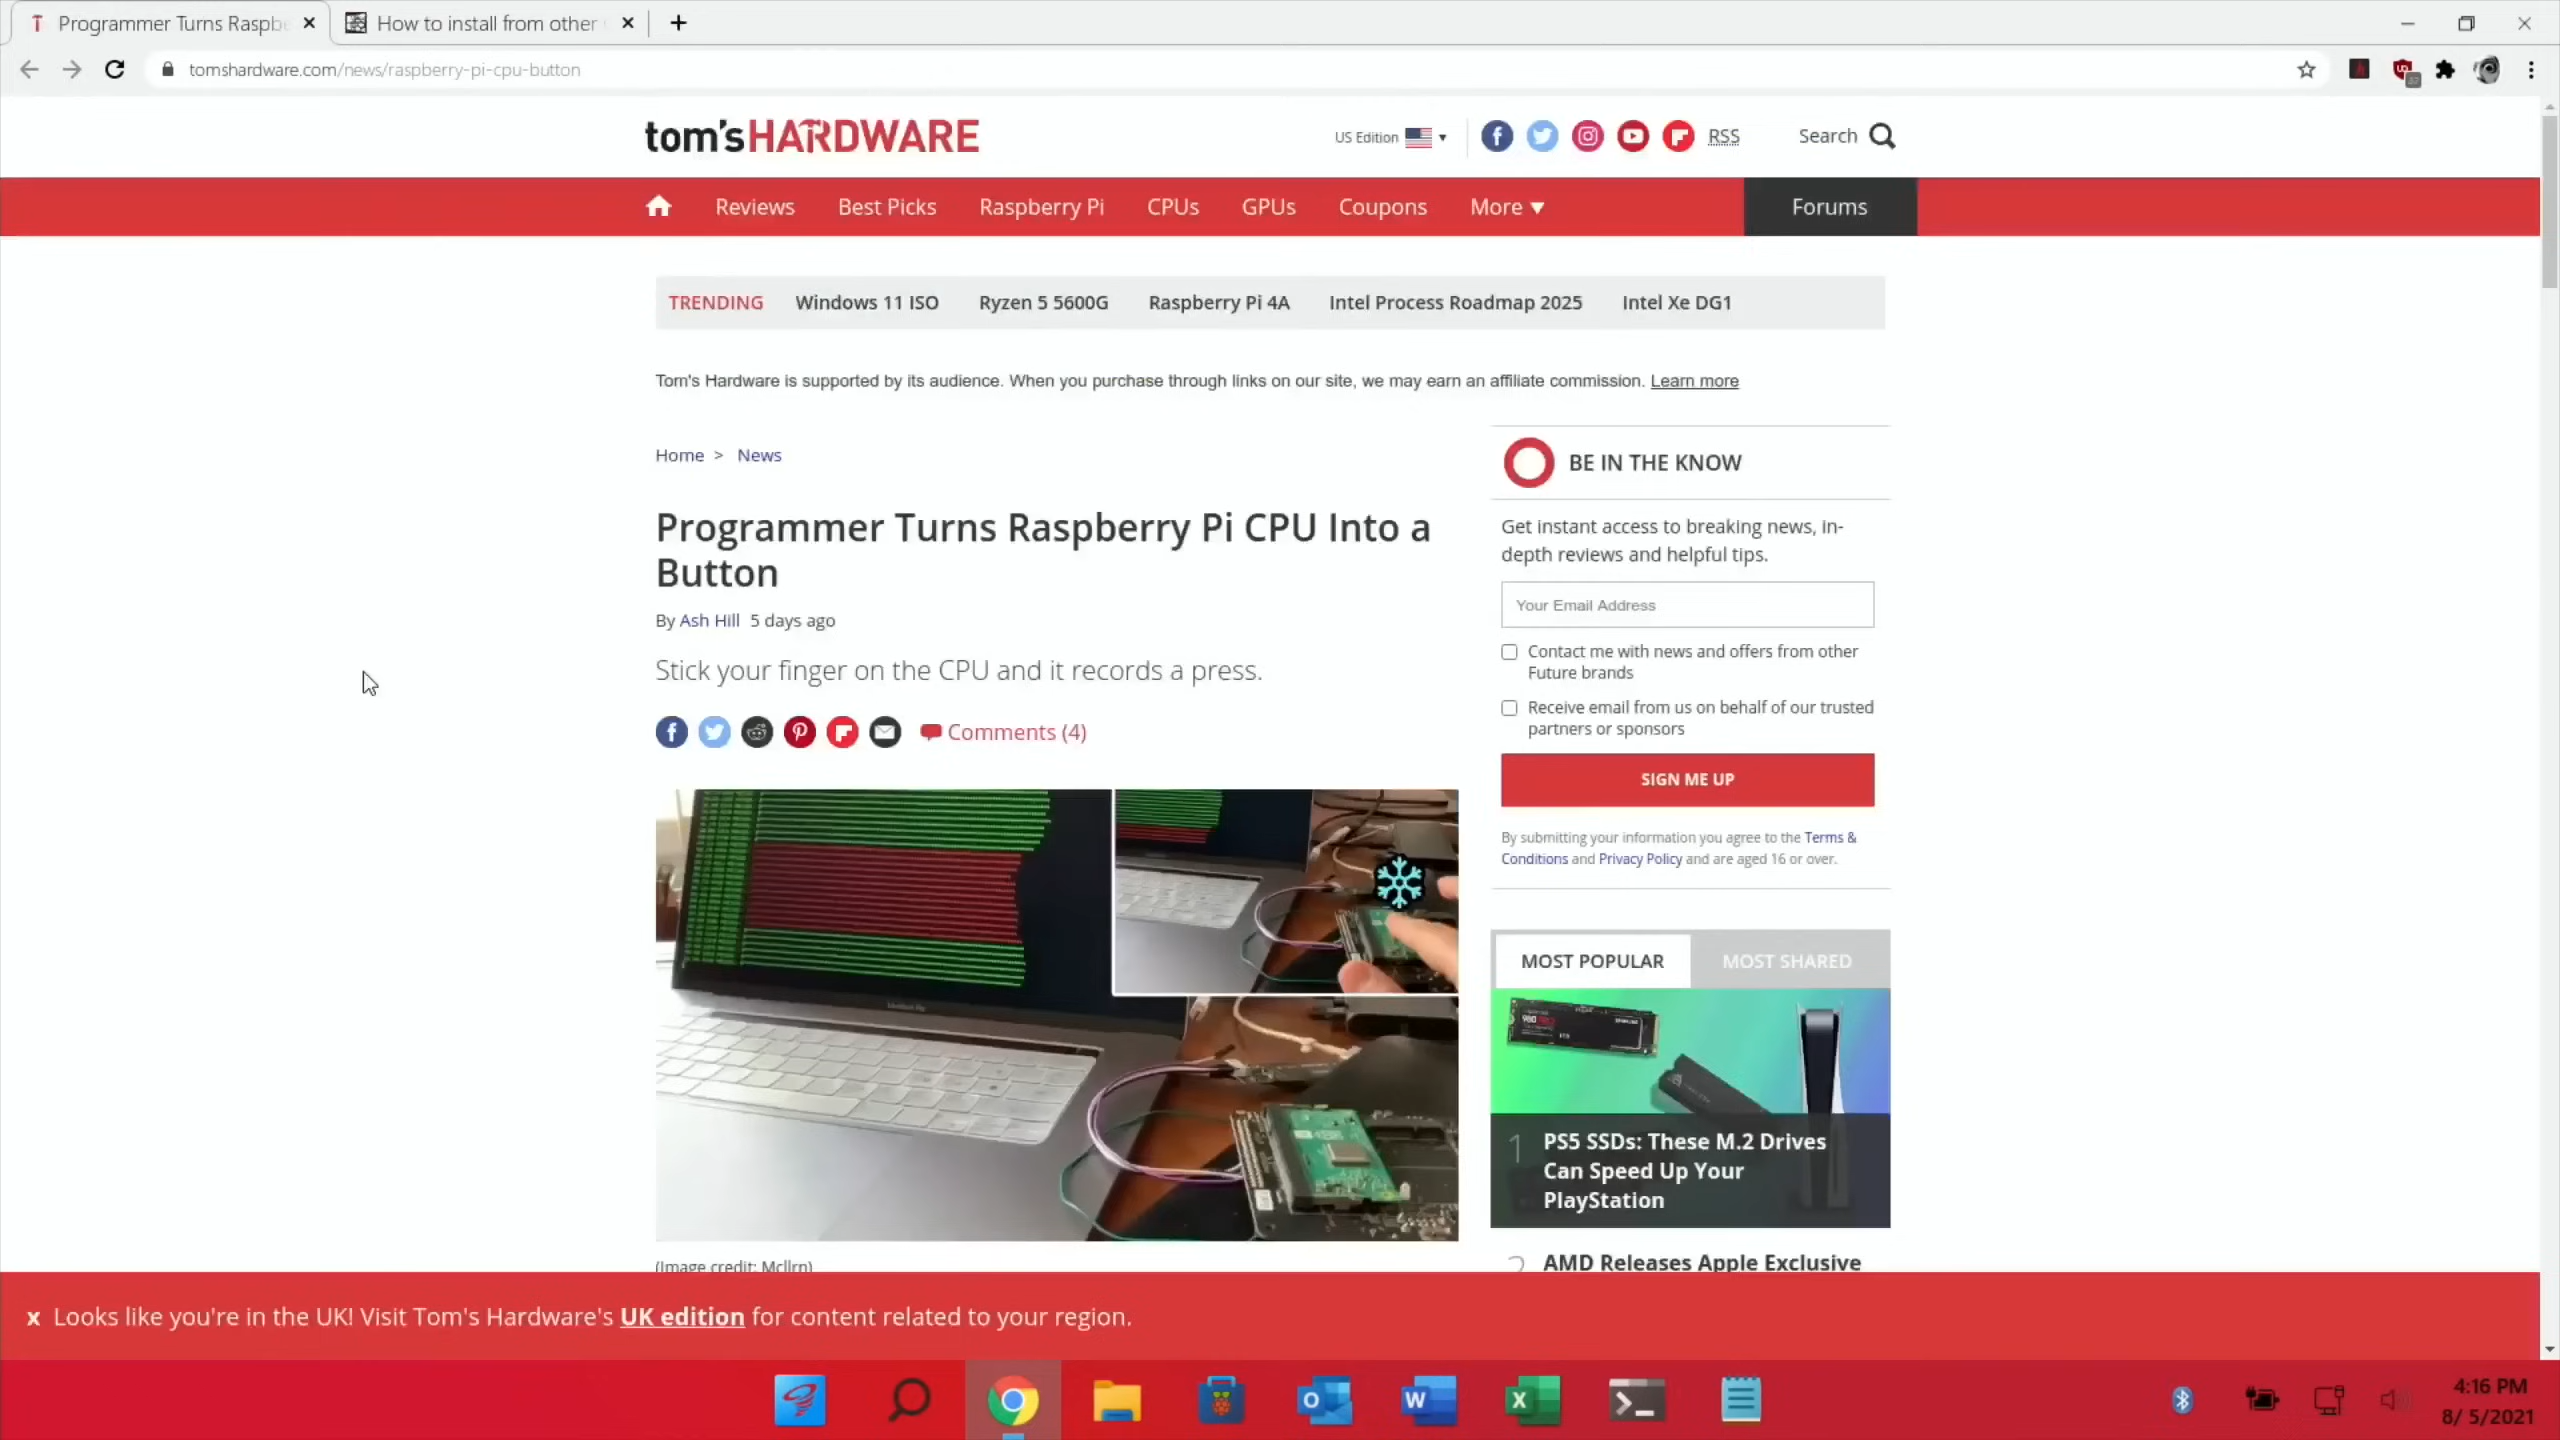 Programmer Turns Raspbe
How to install from other
tomshardware.com/news/raspberry-pi-cpu-button
tom'sHARDWARE
US Edition
RSS
Search
Reviews
Best Picks
Raspberry Pi
CPUs
GPUs
Coupons
More
Forums
TRENDING
Windows 11 ISO
Ryzen 5 5600G
Raspberry Pi 4A
Intel Process Roadmap 2025
Intel Xe DG1
Tom's Hardware is supported by its audience. When you purchase through links on our site, we may earn an affiliate commission. Learn more
Home > News
Programmer Turns Raspberry Pi CPU Into a
Button
By Ash Hill 5 days ago
Stick your finger on the CPU and it records a press.
Comments (4)
(Image credit: Mcllrn)
BE IN THE KNOW
Get instant access to breaking news, in-
depth reviews and helpful tips.
Your Email Address
Contact me with news and offers from other
Future brands
Receive email from us on behalf of our trusted
partners or sponsors
SIGN ME UP
By submitting your information you agree to the Terms &
Conditions and Privacy Policy and are aged 16 or over.
MOST POPULAR
MOST SHARED
1 PS5 SSDs: These M.2 Drives
Can Speed Up Your
PlayStation
2 AMD Releases Apple Exclusive
x Looks like you're in the UK! Visit Tom's Hardware's UK edition for content related to your region.
4:16 PM
8/ 5/2021